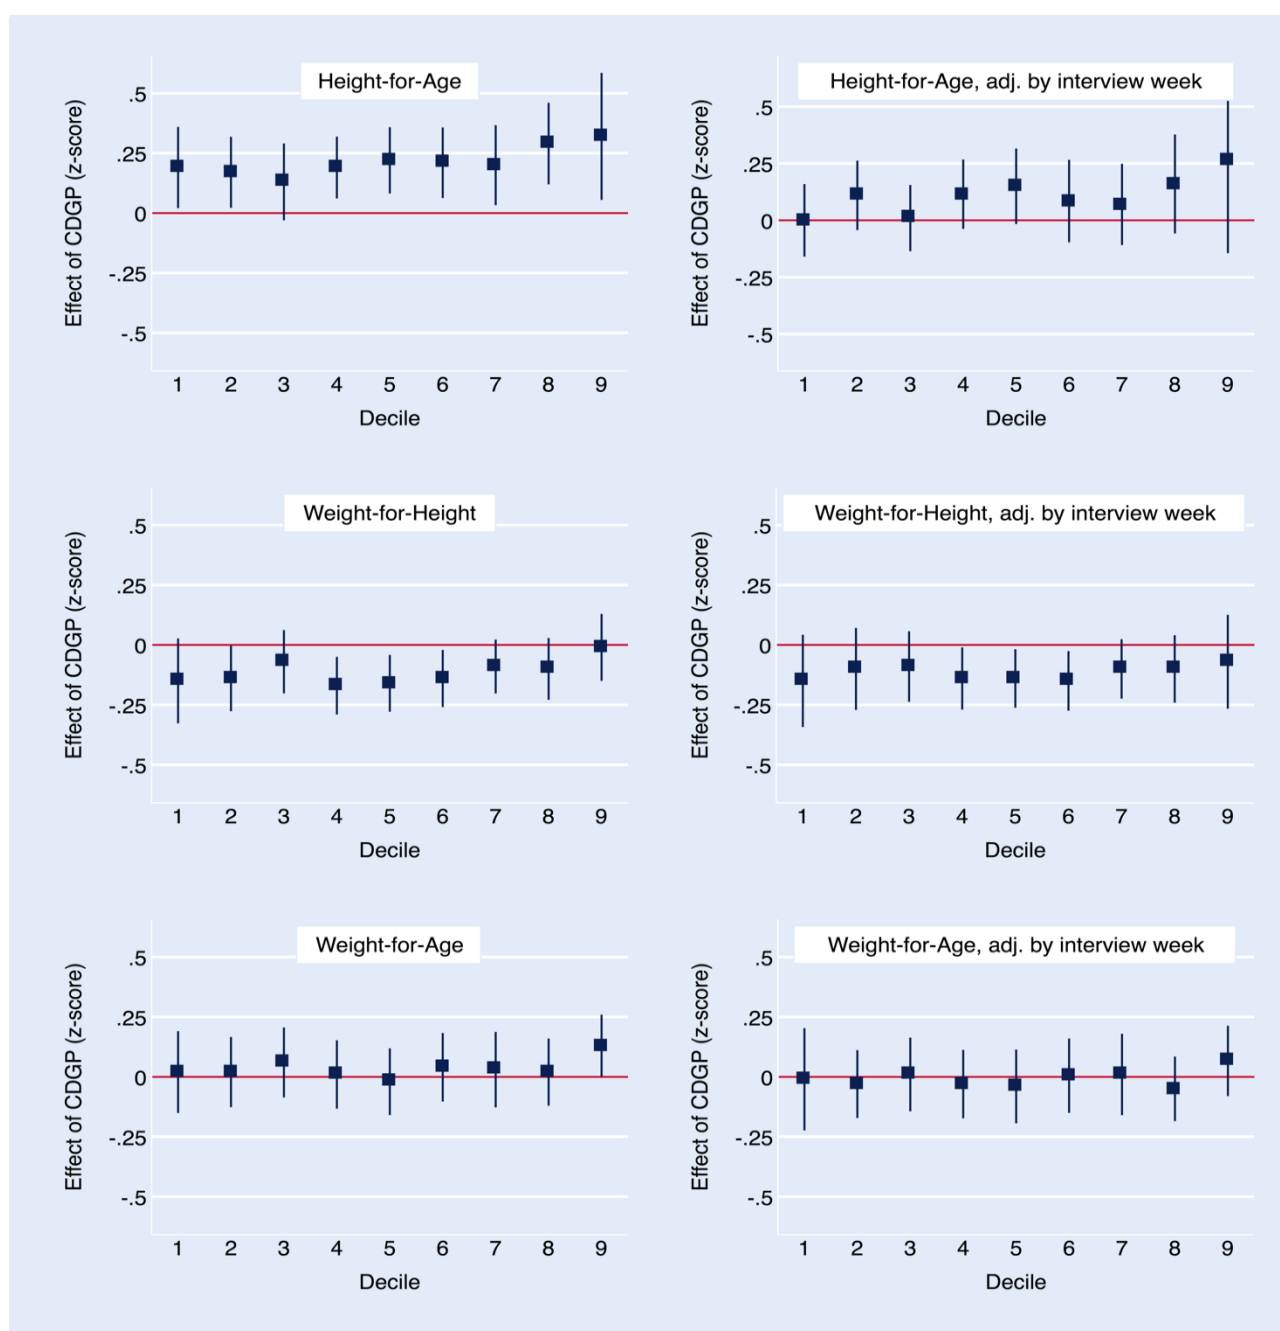 Height-for-Age
Effect of CDGP (z-score)
.5
.25
0
-.25
-.5
1 2 3 4 5 6 7 8 9
Decile
Height-for-Age, adj. by interview week
Effect of CDGP (z-score)
.5
.25
0
-.25
-.5
1 2 3 4 5 6 7 8 9
Decile
Weight-for-Height
Effect of CDGP (z-score)
.5
.25
0
-.25
-.5
1 2 3 4 5 6 7 8 9
Decile
Weight-for-Height, adj. by interview week
Effect of CDGP (z-score)
.5
.25
0
-.25
-.5
1 2 3 4 5 6 7 8 9
Decile
Weight-for-Age
Effect of CDGP (z-score)
.5
.25
0
-.25
-.5
1 2 3 4 5 6 7 8 9
Decile
Weight-for-Age, adj. by interview week
Effect of CDGP (z-score)
.5
.25
0
-.25
-.5
1 2 3 4 5 6 7 8 9
Decile